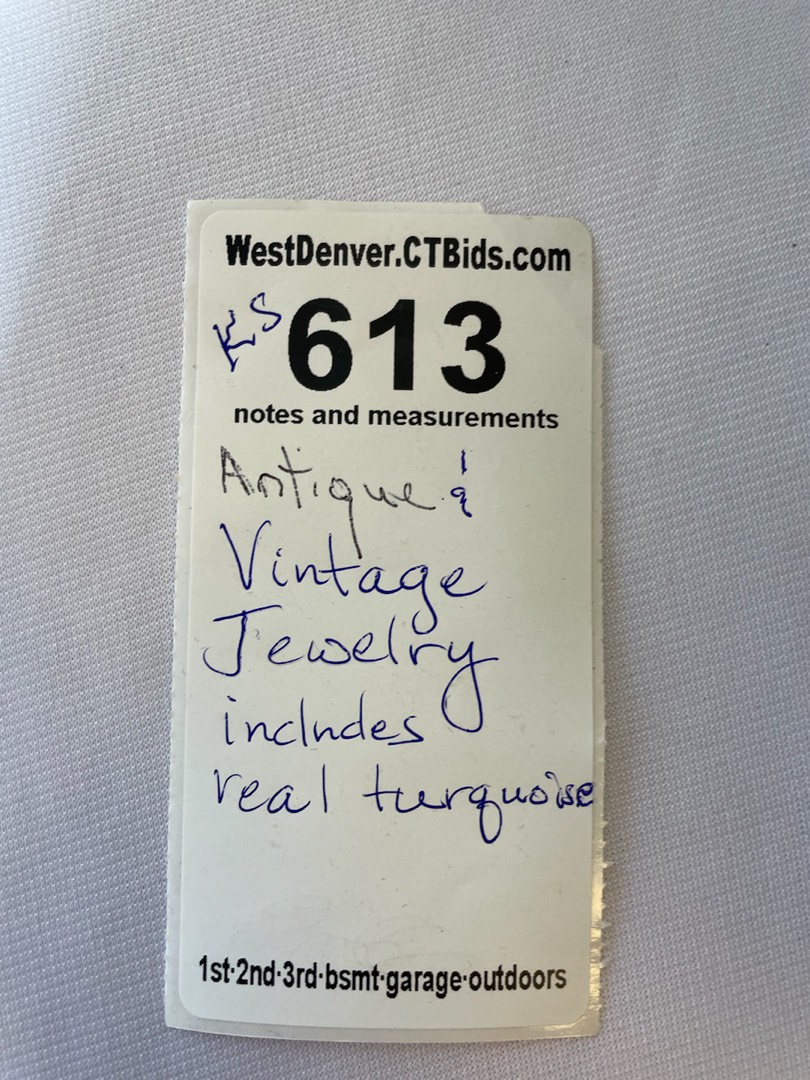 WestDenver.CTBids.com
KS 613
notes and measurements
Antique &
Vintage
Jewelry
includes
real turquoise
1st·2nd·3rd·bsmt·garage·outdoors